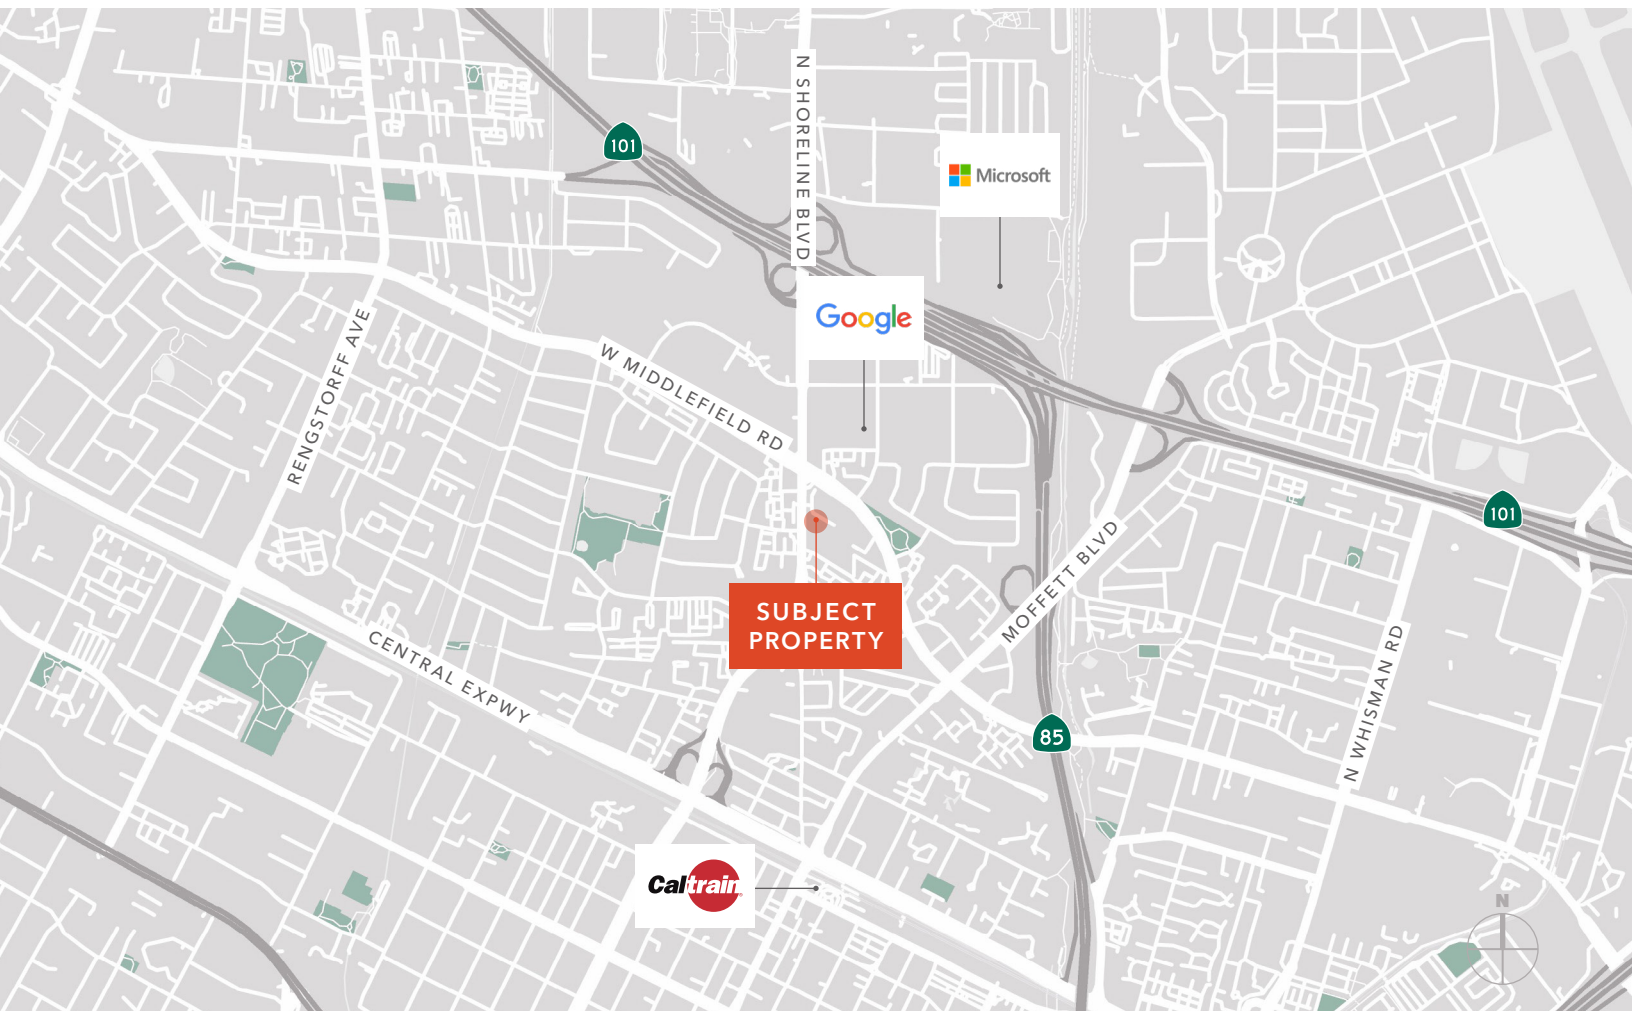 N SHORELINE BLVD
101
Microsoft
Google
RENGSTORFF AVE
W MIDDLEFIELD RD
101
MOFFETT BLVD
SUBJECT
PROPERTY
CENTRAL EXPWY
N WHISMAN RD
85
Caltrain
N